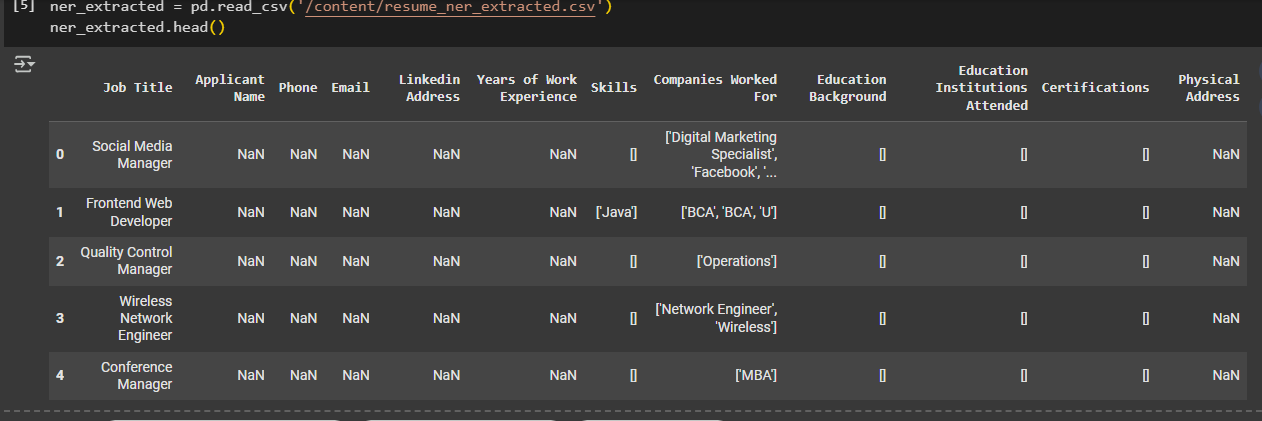 [5] ner_extracted = pd.read_csv('/content/resume_ner_extracted.csv')
ner_extracted.head()
Job Title Applicant Name Phone Email Linkedin Address Years of Work Experience Skills Companies Worked For Education Background Education Institutions Attended Certifications Physical Address
0 Social Media Manager NaN NaN NaN NaN NaN [] ['Digital Marketing Specialist', 'Facebook', '... [] [] [] NaN
1 Frontend Web Developer NaN NaN NaN NaN NaN ['Java'] ['BCA', 'BCA', 'U'] [] [] [] NaN
2 Quality Control Manager NaN NaN NaN NaN NaN [] ['Operations'] [] [] [] NaN
3 Wireless Network Engineer NaN NaN NaN NaN NaN [] ['Network Engineer', 'Wireless'] [] [] [] NaN
4 Conference Manager NaN NaN NaN NaN NaN [] ['MBA'] [] [] [] NaN